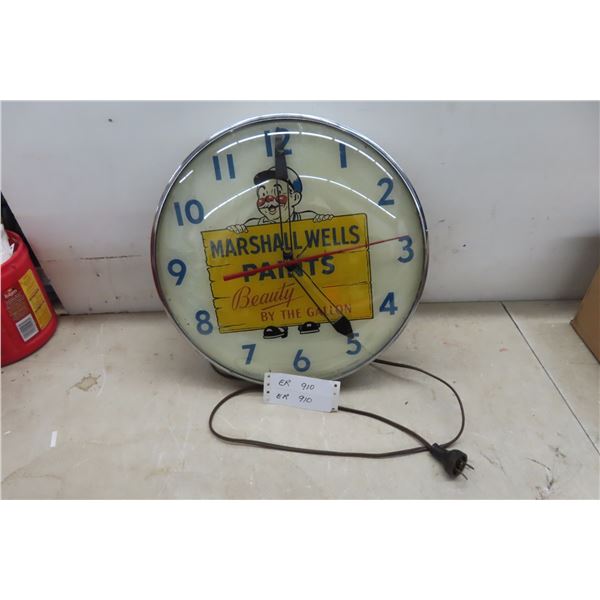 12
11 1
10 2
MARSHALL WELLS
PAINTS
9 3
Beauty
BY THE GALLON
8 4
7 5
6
ER 910
ER 910